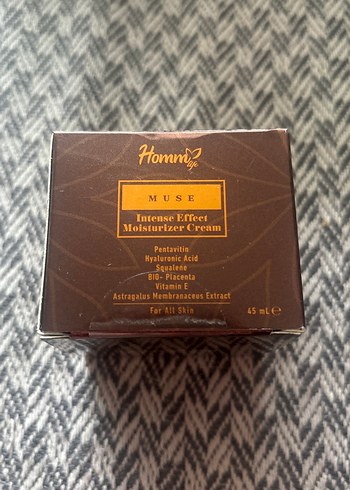 Homm life
MUSE
Intense Effect
Moisturizer Cream
Pentavitin
Hyaluronic Acid
Squalene
BIO- Placenta
Vitamin E
Astragalus Membranaceus Extract
For All Skin
45 mL ℮